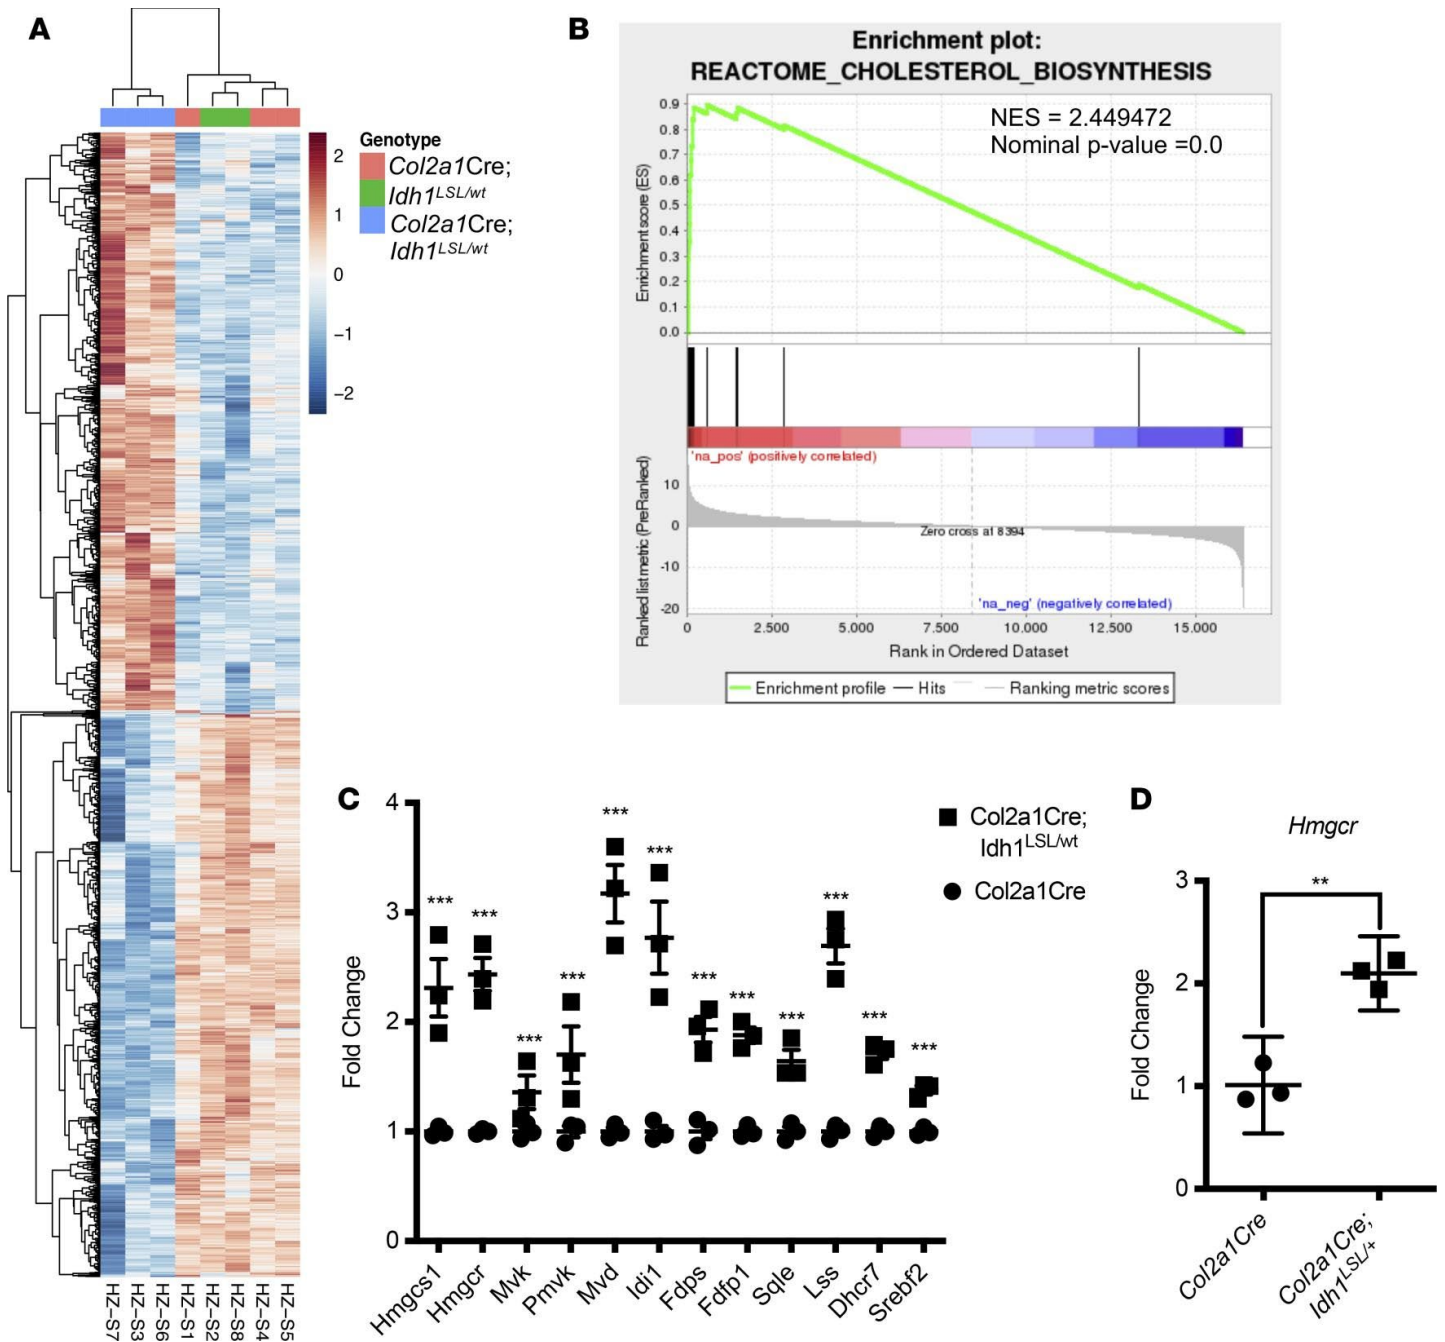 A
Genotype
Col2a1Cre;
Idh1LSL/wt
Col2a1Cre;
Idh1LSL/wt
2
1
0
−1
−2
HZ−S7
HZ−S3
HZ−S6
HZ−S1
HZ−S2
HZ−S8
HZ−S4
HZ−S5
B
Enrichment plot:
REACTOME_CHOLESTEROL_BIOSYNTHESIS
NES = 2.449472
Nominal p-value =0.0
Enrichment score (ES)
0.9
0.8
0.7
0.6
0.5
0.4
0.3
0.2
0.1
0.0
'na_pos' (positively correlated)
Ranked list metric (PreRanked)
10
0
-10
-20
Zero cross at 8394
'na_neg' (negatively correlated)
0
2.500
5.000
7.500
10.000
12.500
15.000
Rank in Ordered Dataset
Enrichment profile
Hits
Ranking metric scores
C
Fold Change
4
3
2
1
0
***
***
***
***
***
***
***
***
***
***
***
***
Hmgcs1
Hmgcr
Mvk
Pmvk
Mvd
Idi1
Fdps
Fdfp1
Sqle
Lss
Dhcr7
Srebf2
Col2a1Cre;
Idh1LSL/wt
Col2a1Cre
D
Hmgcr
Fold Change
3
2
1
0
**
Col2a1Cre
Col2a1Cre;
Idh1LSL/+